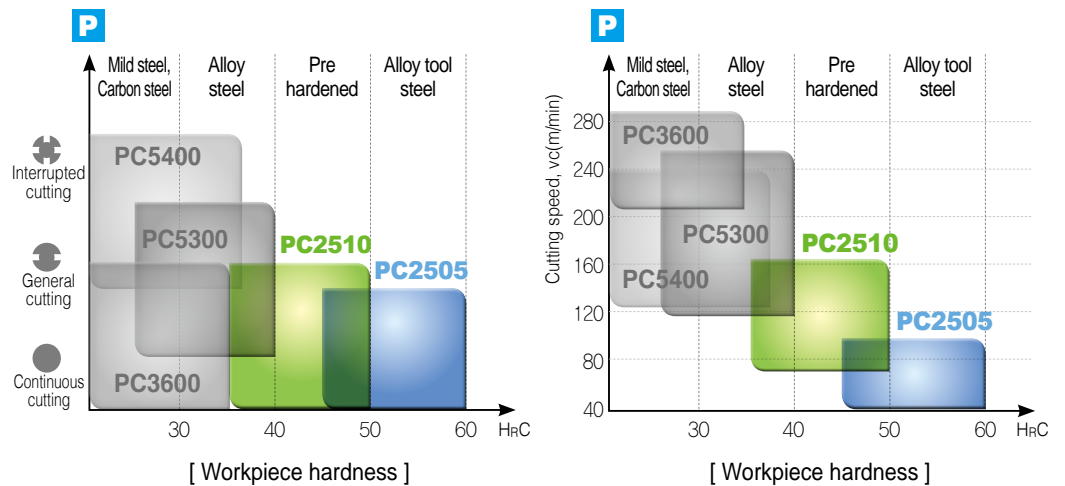 P
Mild steel,
Carbon steel
Alloy
steel
Pre
hardened
Alloy tool
steel
Interrupted
cutting
General
cutting
Continuous
cutting
PC5400
PC5300
PC2510
PC2505
PC3600
30 40 50 60 HRC
[ Workpiece hardness ]
P
Mild steel,
Carbon steel
Alloy
steel
Pre
hardened
Alloy tool
steel
Cutting speed, vc(m/min)
280
240
200
160
120
80
40
PC3600
PC5300
PC2510
PC5400
PC2505
30 40 50 60 HRC
[ Workpiece hardness ]